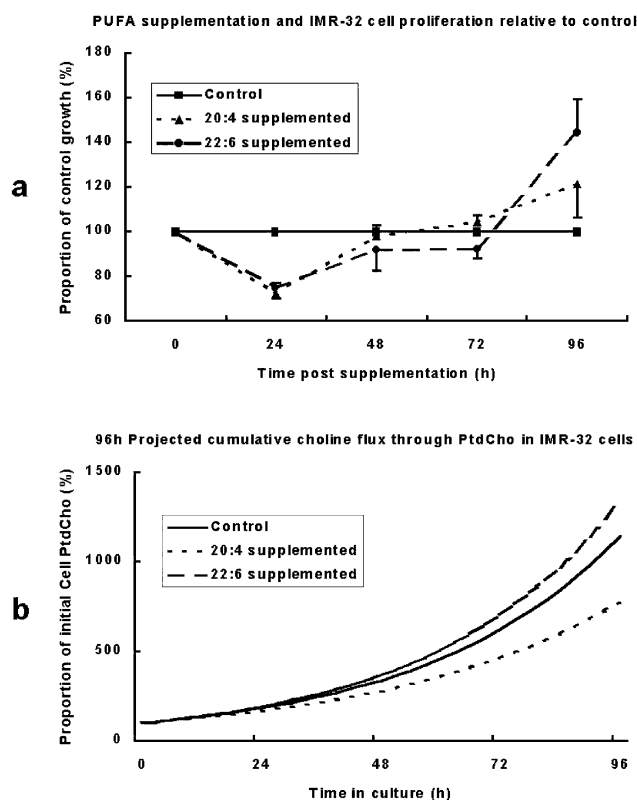 PUFA supplementation and IMR-32 cell proliferation relative to control
180
160
140
120
100
80
60
Proportion of control growth (%)
Control
20:4 supplemented
22:6 supplemented
a
0 24 48 72 96
Time post supplementation (h)
96h Projected cumulative choline flux through PtdCho in IMR-32 cells
1500
1000
500
0
Proportion of initial Cell PtdCho (%)
Control
20:4 supplemented
22:6 supplemented
b
0 24 48 72 96
Time in culture (h)